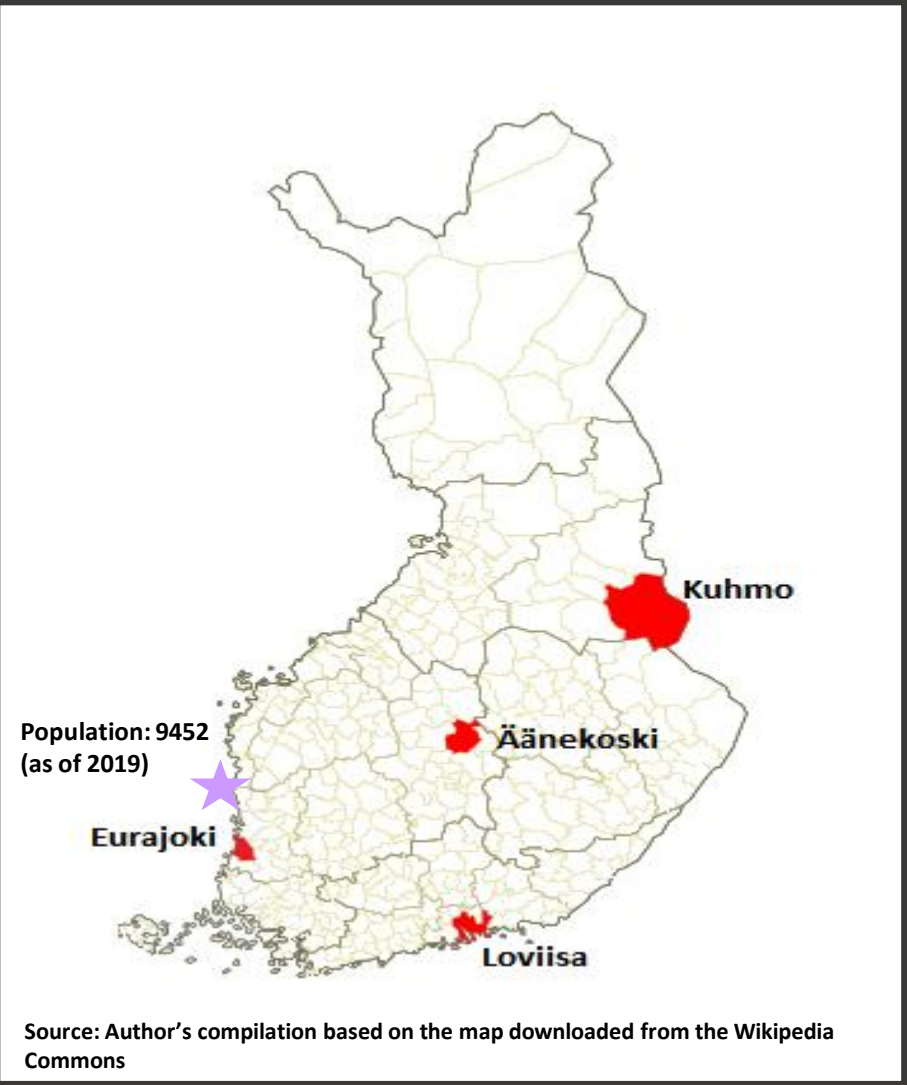 Kuhmo
Äänekoski
Population: 9452
(as of 2019)
Eurajoki
Loviisa
Source: Author’s compilation based on the map downloaded from the Wikipedia
Commons